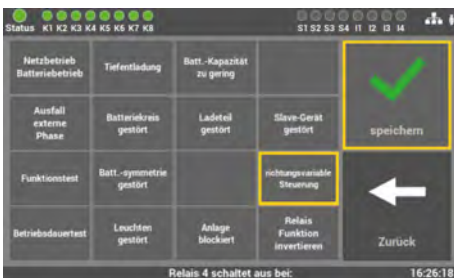 Status K1 K2 K3 K4 K5 K6 K7 K8 S1 S2 S3 S4 I1 I2 I3 I4
Netzbetrieb
Batteriebetrieb
Tiefentladung
Batt.-Kapazität
zu gering
speichern
Ausfall
externe
Phase
Batteriekreis
gestört
Ladeteil
gestört
Slave-Gerät
gestört
Funktionstest
Batt.-symmetrie
gestört
richtungsvariable
Steuerung
Zurück
Betriebsdauertest
Leuchten
gestört
Anlage
blockiert
Relais
Funktion
invertieren
Relais 4 schaltet aus bei:
16:26:18